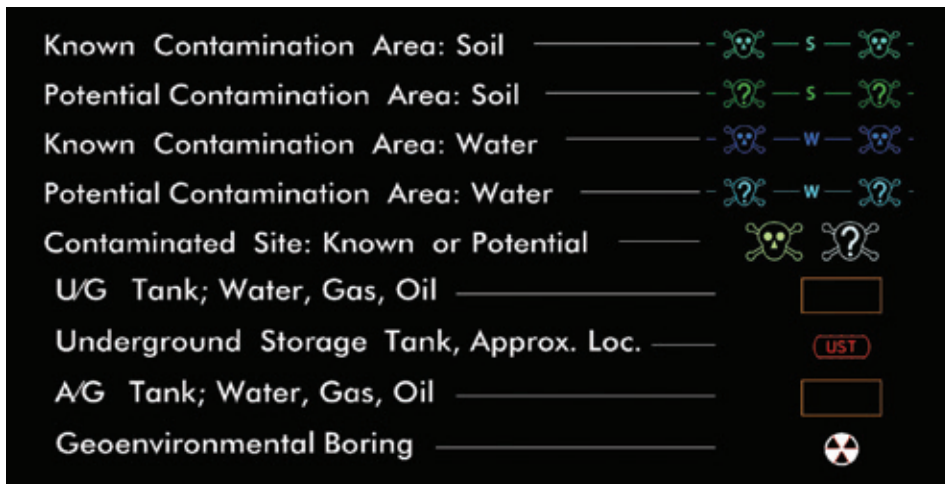 Known Contamination Area: Soil S
Potential Contamination Area: Soil ? S ?
Known Contamination Area: Water W
Potential Contamination Area: Water ? W ?
Contaminated Site: Known or Potential ?
U/G Tank; Water, Gas, Oil
Underground Storage Tank, Approx. Loc. UST
A/G Tank; Water, Gas, Oil
Geoenvironmental Boring